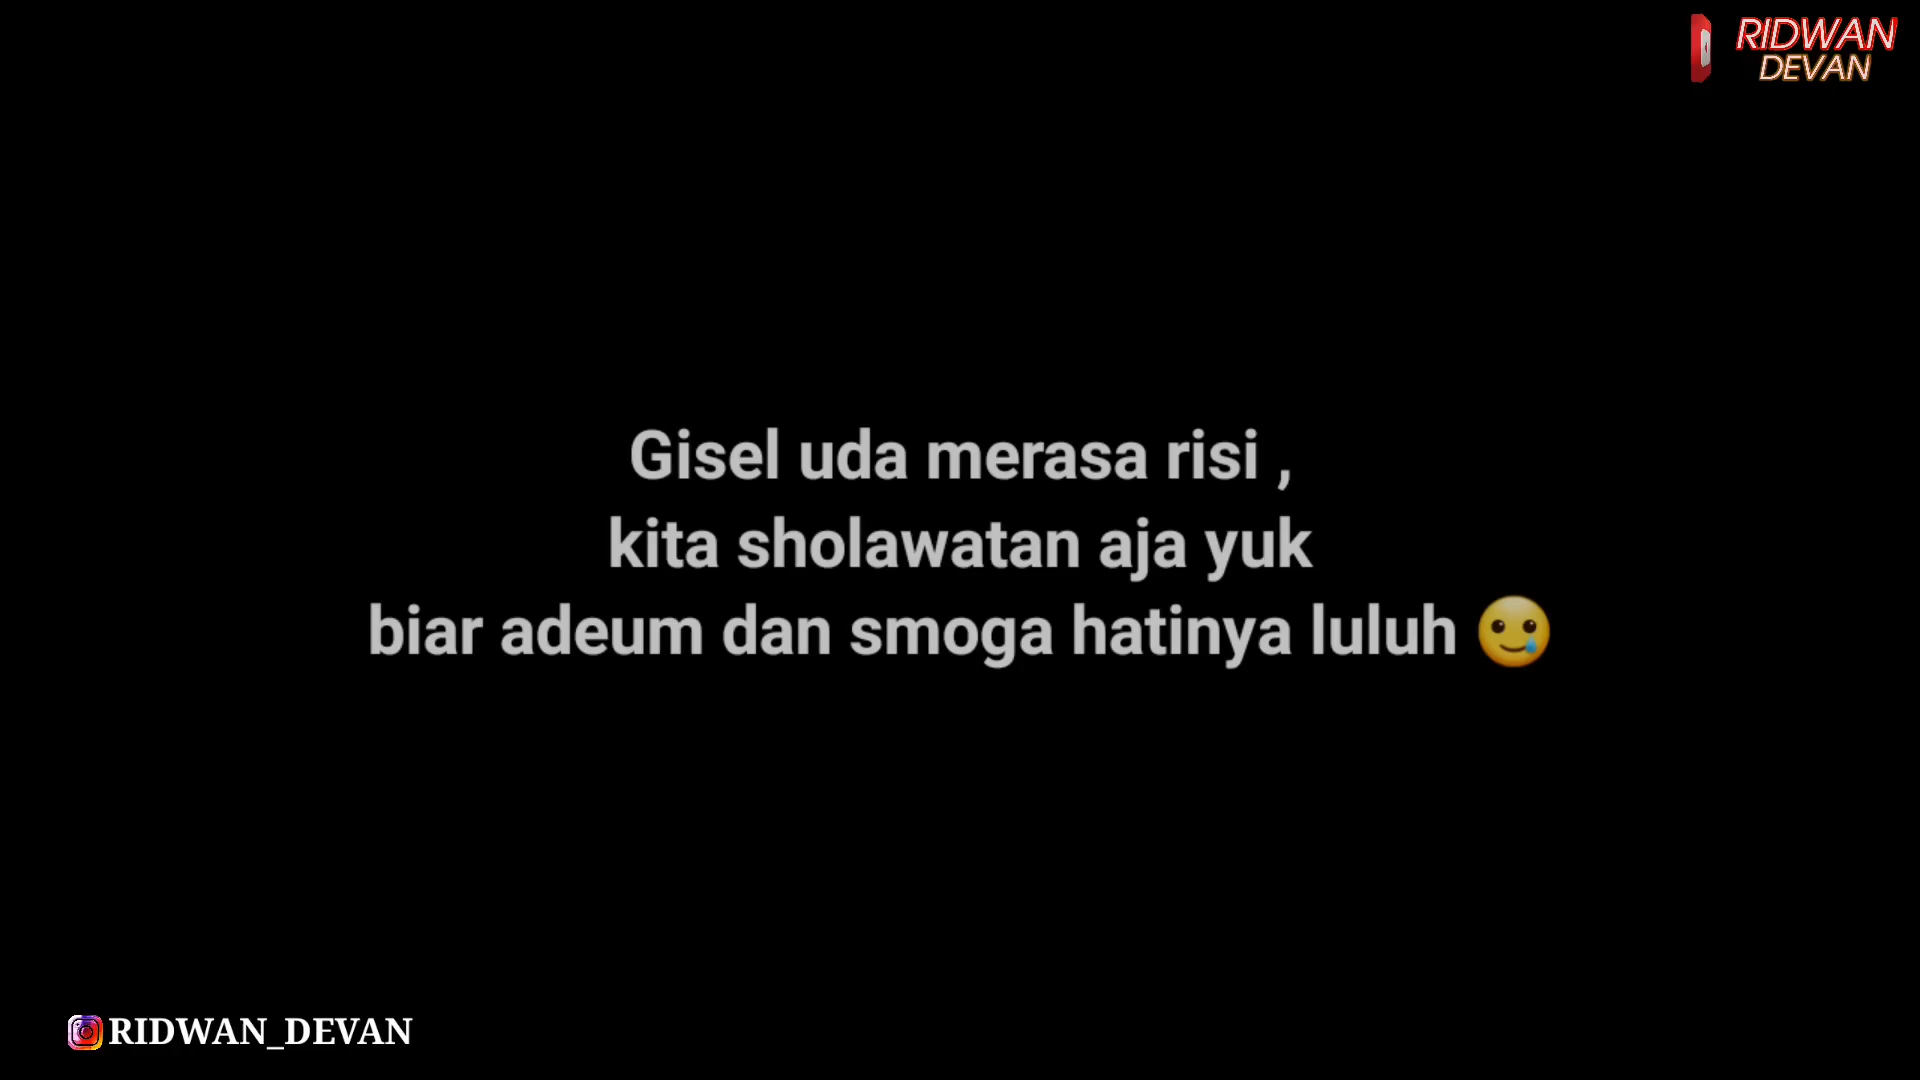 RIDWAN
DEVAN
Gisel uda merasa risi ,
kita sholawatan aja yuk
biar adeum dan smoga hatinya luluh 🥲
RIDWAN_DEVAN